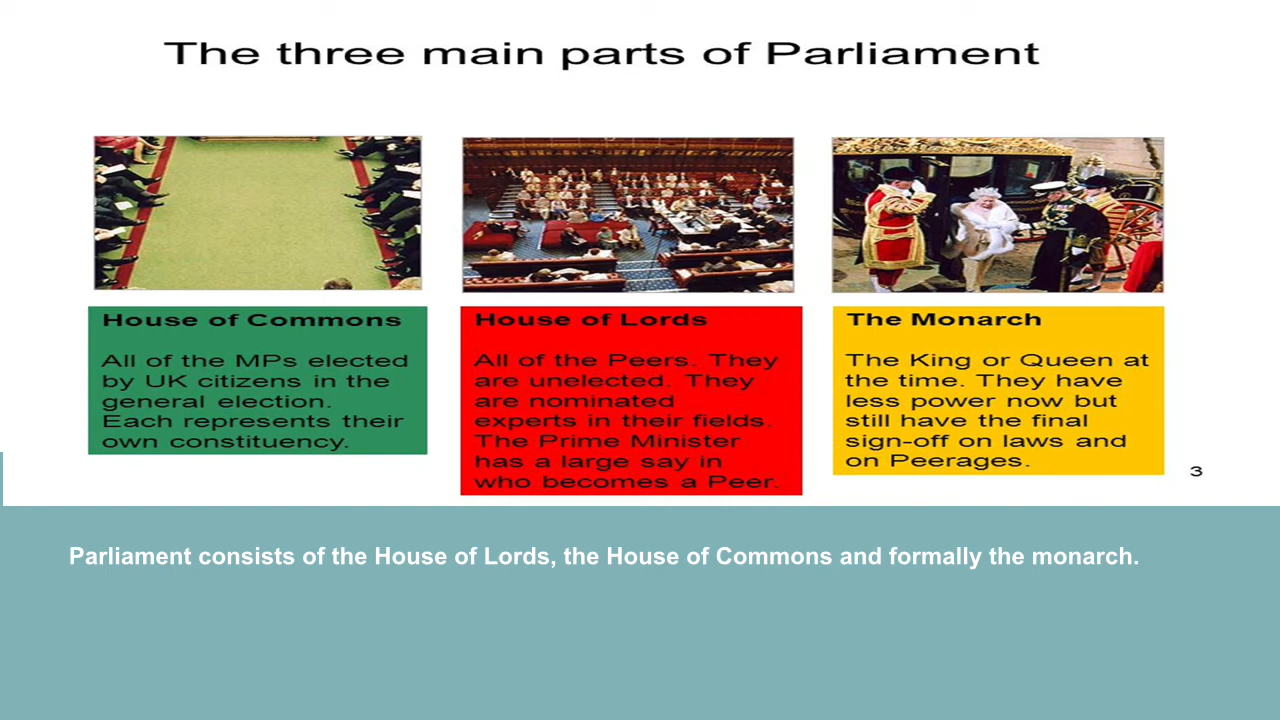 The three main parts of Parliament
House of Commons
All of the MPs elected
by UK citizens in the
general election.
Each represents their
own constituency.
House of Lords
All of the Peers. They
are unelected. They
are nominated
experts in their fields.
The Prime Minister
has a large say in
who becomes a Peer.
The Monarch
The King or Queen at
the time. They have
less power now but
still have the final
sign-off on laws and
on Peerages.
3
Parliament consists of the House of Lords, the House of Commons and formally the monarch.